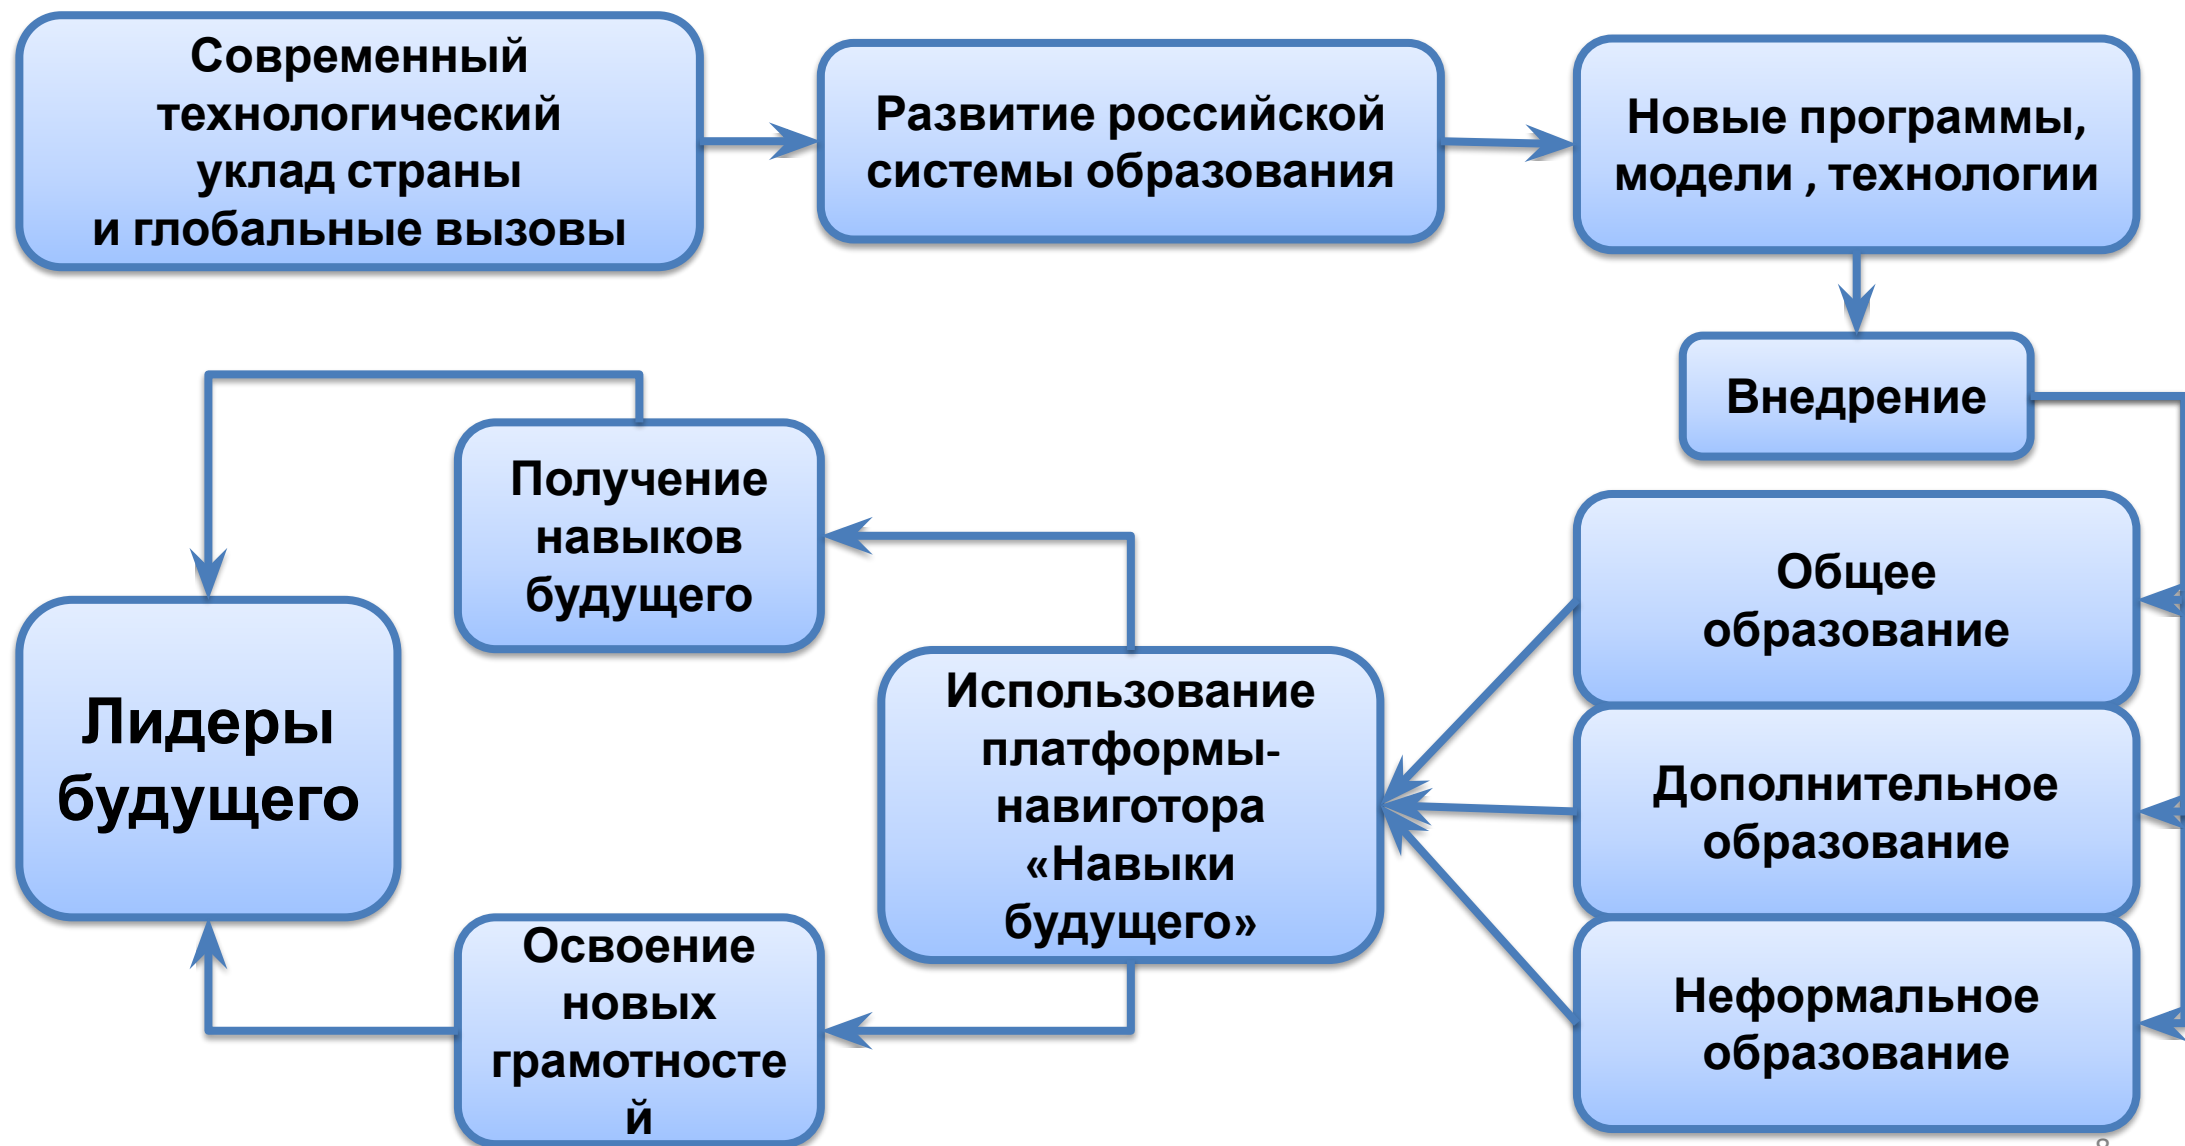 Современный
технологический
уклад страны
и глобальные вызовы
Развитие российской
системы образования
Новые программы,
модели , технологии
Внедрение
Общее
образование
Дополнительное
образование
Неформальное
образование
Использование
платформы-
навиготора
«Навыки
будущего»
Получение
навыков
будущего
Освоение
новых
грамотносте
й
Лидеры
будущего